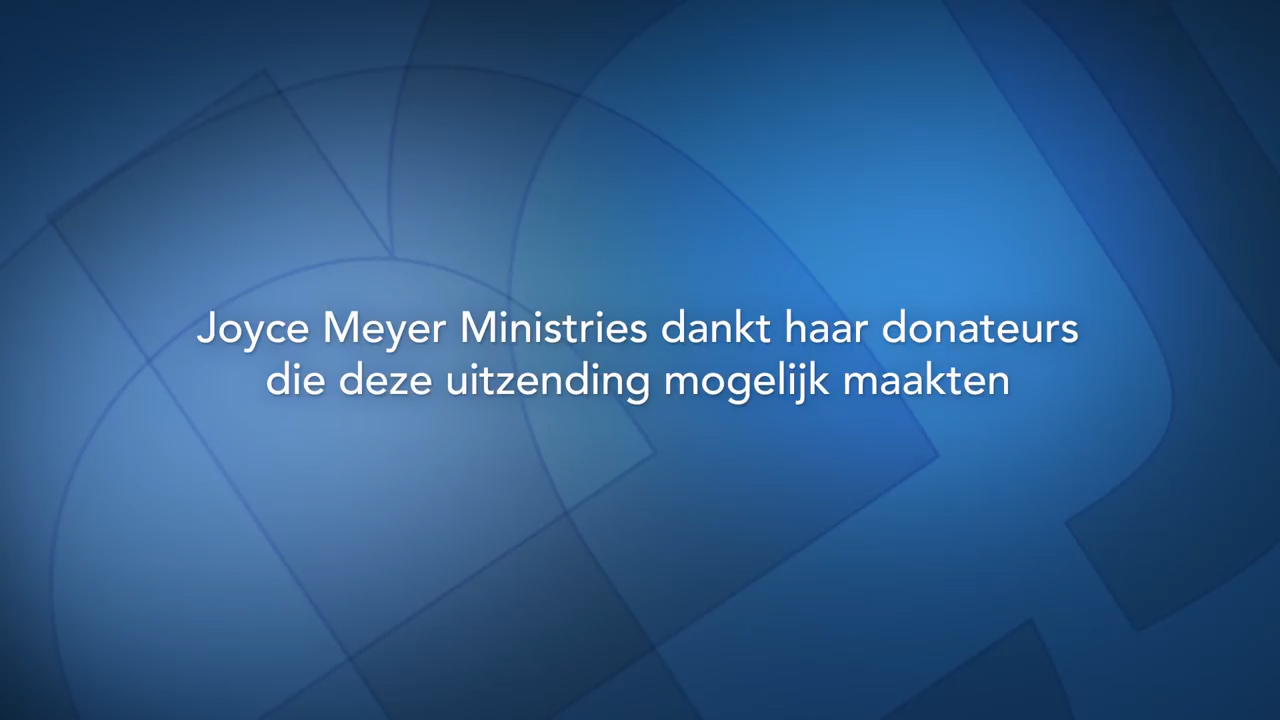 Joyce Meyer Ministries dankt haar donateurs
die deze uitzending mogelijk maakten